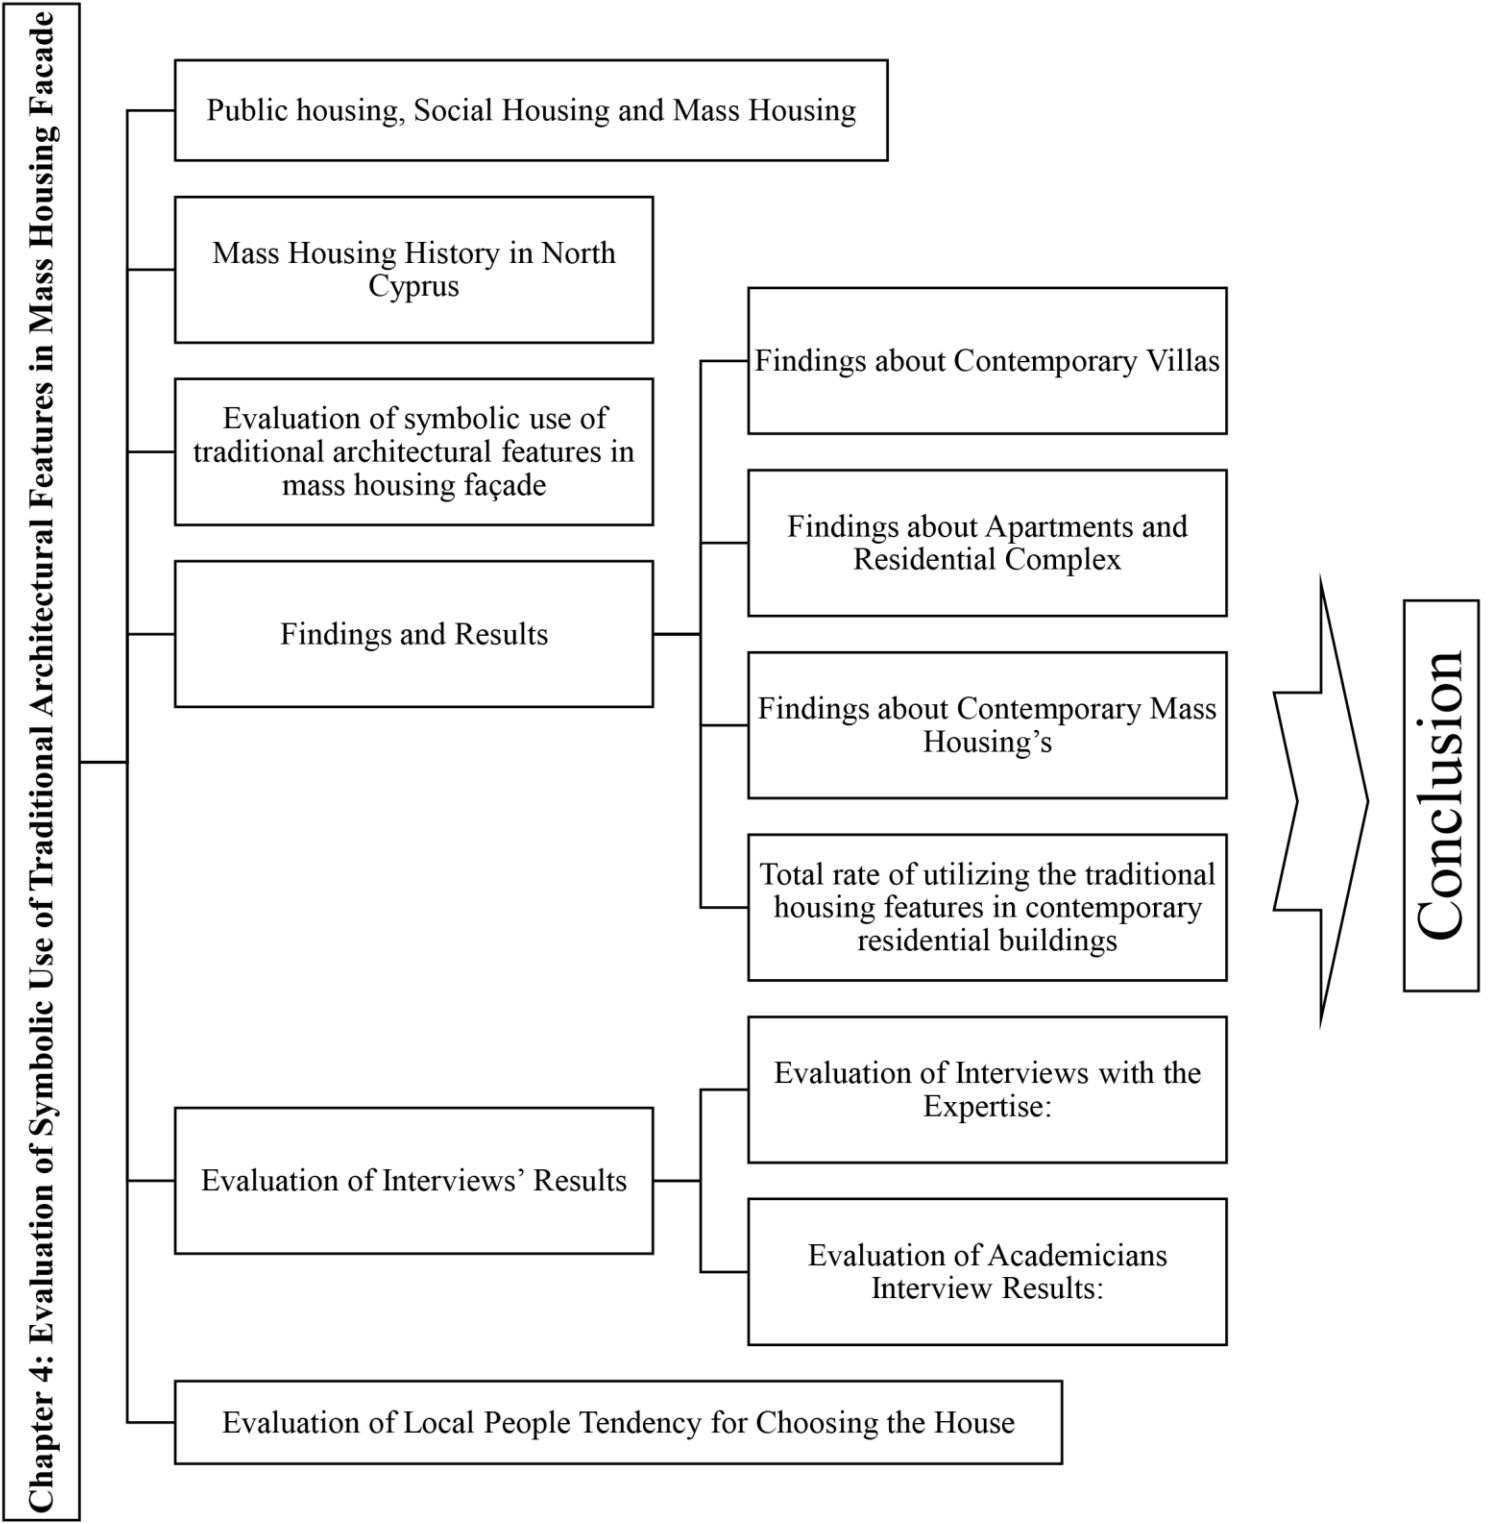 Chapter 4: Evaluation of Symbolic Use of Traditional Architectural Features in Mass Housing Facade
Public housing, Social Housing and Mass Housing
Mass Housing History in North
Cyprus
Evaluation of symbolic use of
traditional architectural features in
mass housing façade
Findings and Results
Findings about Contemporary Villas
Findings about Apartments and
Residential Complex
Findings about Contemporary Mass
Housing’s
Total rate of utilizing the traditional
housing features in contemporary
residential buildings
Evaluation of Interviews’ Results
Evaluation of Interviews with the
Expertise:
Evaluation of Academicians
Interview Results:
Evaluation of Local People Tendency for Choosing the House
Conclusion